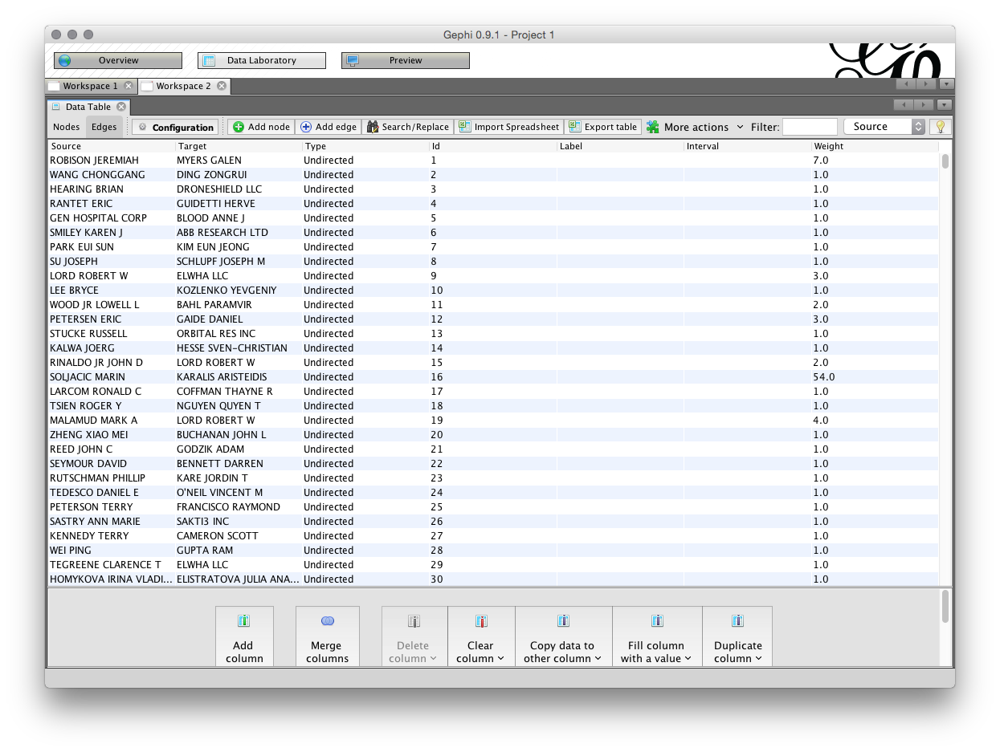 Gephi 0.9.1 - Project 1
Overview Data Laboratory Preview
Workspace 1 Workspace 2
Data Table
Nodes Edges Configuration Add node Add edge Search/Replace Import Spreadsheet Export table More actions Filter: Source
Source Target Type Id Label Interval Weight
ROBISON JEREMIAH MYERS GALEN Undirected 1 7.0
WANG CHONGGANG DING ZONGRUI Undirected 2 1.0
HEARING BRIAN DRONESHIELD LLC Undirected 3 1.0
RANTET ERIC GUIDETTI HERVE Undirected 4 1.0
GEN HOSPITAL CORP BLOOD ANNE J Undirected 5 1.0
SMILEY KAREN J ABB RESEARCH LTD Undirected 6 1.0
PARK EUI SUN KIM EUN JEONG Undirected 7 1.0
SU JOSEPH SCHLUPF JOSEPH M Undirected 8 1.0
LORD ROBERT W ELWHA LLC Undirected 9 3.0
LEE BRYCE KOZLENKO YEVGENIY Undirected 10 1.0
WOOD JR LOWELL L BAHL PARAMVIR Undirected 11 2.0
PETERSEN ERIC GAIDE DANIEL Undirected 12 3.0
STUCKE RUSSELL ORBITAL RES INC Undirected 13 1.0
KALWA JOERG HESSE SVEN-CHRISTIAN Undirected 14 1.0
RINALDO JR JOHN D LORD ROBERT W Undirected 15 2.0
SOLJACIC MARIN KARALIS ARISTEIDIS Undirected 16 54.0
LARCOM RONALD C COFFMAN THAYNE R Undirected 17 1.0
TSIEN ROGER Y NGUYEN QUYEN T Undirected 18 1.0
MALAMUD MARK A LORD ROBERT W Undirected 19 4.0
ZHENG XIAO MEI BUCHANAN JOHN L Undirected 20 1.0
REED JOHN C GODZIK ADAM Undirected 21 1.0
SEYMOUR DAVID BENNETT DARREN Undirected 22 1.0
RUTSCHMAN PHILLIP KARE JORDIN T Undirected 23 1.0
TEDESCO DANIEL E O'NEIL VINCENT M Undirected 24 1.0
PETERSON TERRY FRANCISCO RAYMOND Undirected 25 1.0
SASTRY ANN MARIE SAKTI3 INC Undirected 26 1.0
KENNEDY TERRY CAMERON SCOTT Undirected 27 1.0
WEI PING GUPTA RAM Undirected 28 1.0
TEGREENE CLARENCE T ELWHA LLC Undirected 29 1.0
HOMYKOVA IRINA VLADI... ELISTRATOVA JULIA ANA... Undirected 30 1.0
Add column Merge columns Delete column Clear column Copy data to other column Fill column with a value Duplicate column